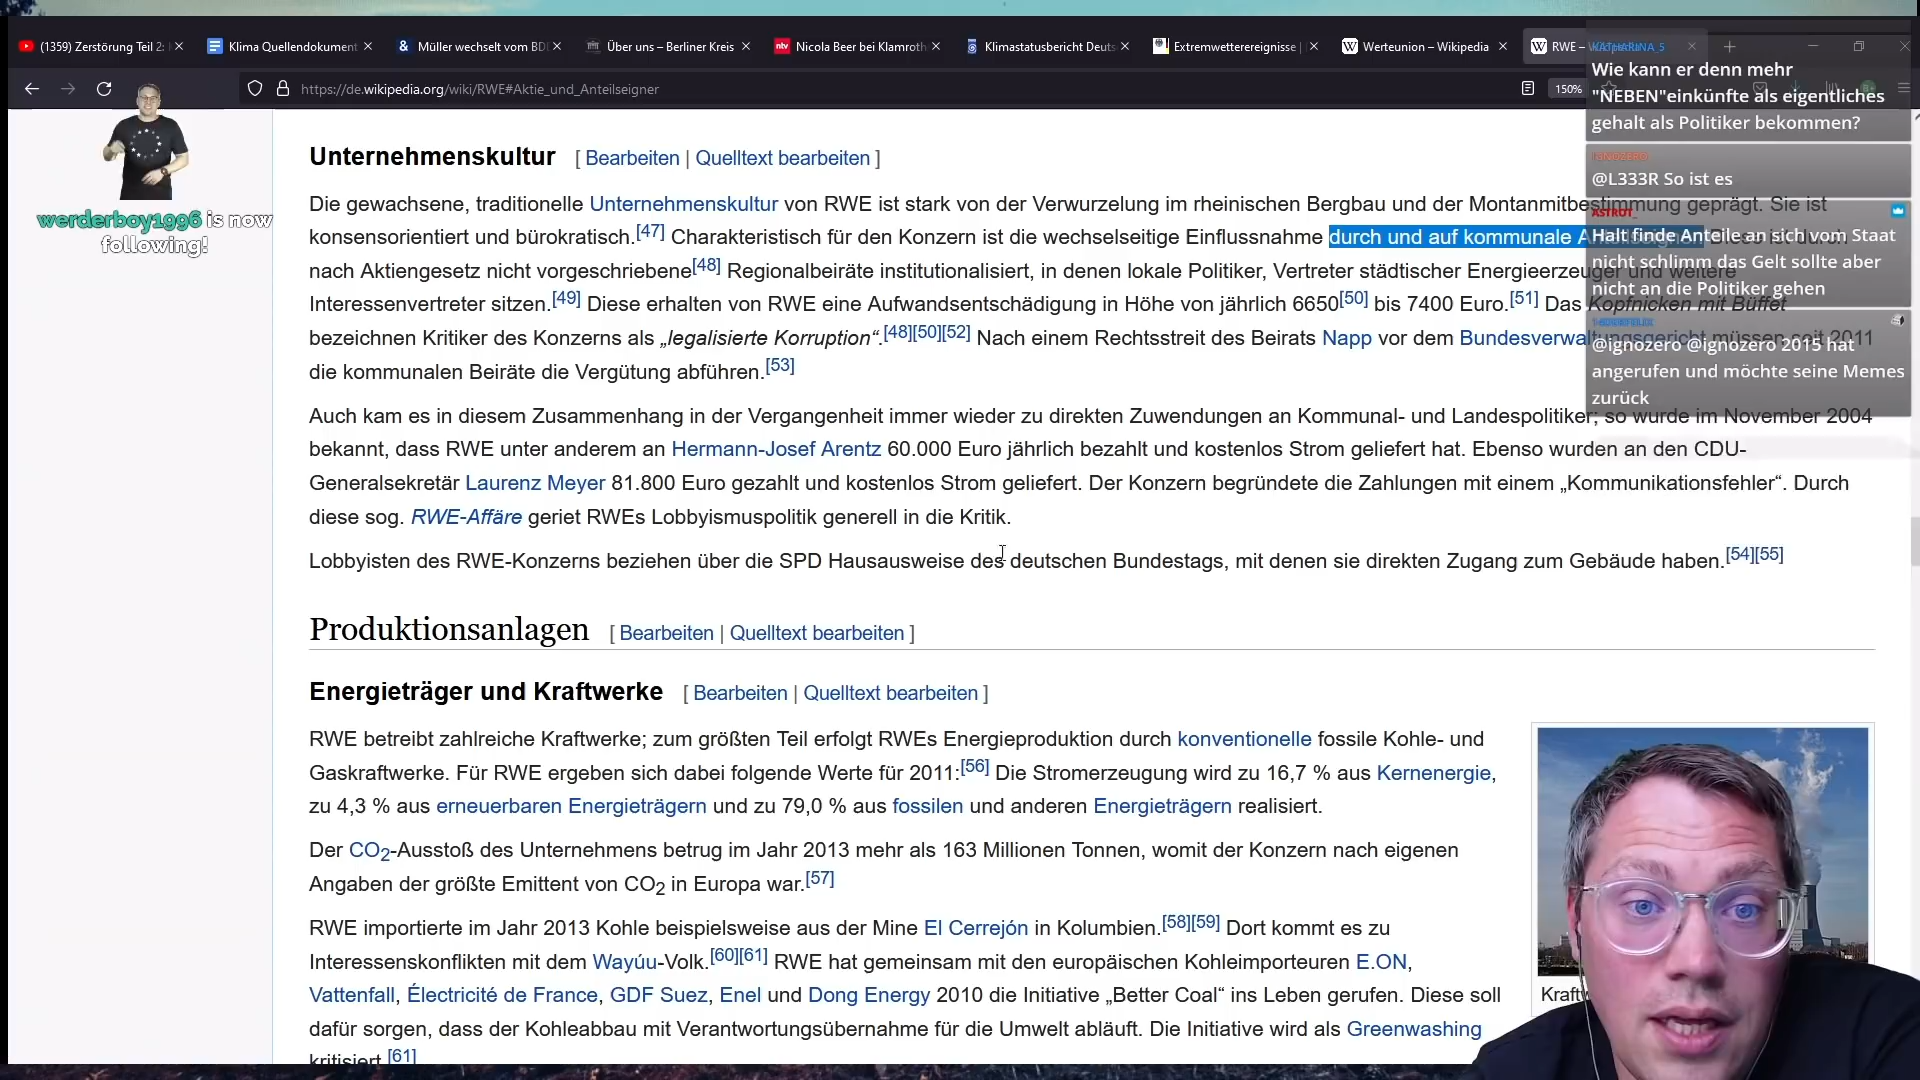 (1359) Zerstörung Teil 2:
Klima Quellendokument
Müller wechselt vom BD
Über uns – Berliner Kreis
ntv
Nicola Beer bei Klamroth
Klimastatusbericht Deuts
Extremwetterereignisse |
Werteunion – Wikipedia
RWE –
KATHARINA_5
Wie kann er denn mehr
"NEBEN"einkünfte als eigentliches
gehalt als Politiker bekommen?
https://de.wikipedia.org/wiki/RWE#Aktie_und_Anteilseigner
150%
IGNOZERO
@L333R So ist es
ASTROT_
Halt finde Anteile an sich vom Staat
nicht schlimm das Gelt sollte aber
nicht an die Politiker gehen
@ignozero @ignozero 2015 hat
angerufen und möchte seine Memes
zurück
werderboy1996 is now
following!
Unternehmenskultur [ Bearbeiten | Quelltext bearbeiten ]
Die gewachsene, traditionelle Unternehmenskultur von RWE ist stark von der Verwurzelung im rheinischen Bergbau und der Montanmitbestimmung geprägt. Sie ist
konsensorientiert und bürokratisch.[47] Charakteristisch für den Konzern ist die wechselseitige Einflussnahme durch und auf kommunale Anteilseigner. Diese ist durch
nach Aktiengesetz nicht vorgeschriebene[48] Regionalbeiräte institutionalisiert, in denen lokale Politiker, Vertreter städtischer Energieerzeuger und weitere
Interessenvertreter sitzen.[49] Diese erhalten von RWE eine Aufwandsentschädigung in Höhe von jährlich 6650[50] bis 7400 Euro.[51] Das Kopfnicken mit Büffet
bezeichnen Kritiker des Konzerns als „legalisierte Korruption“.[48][50][52] Nach einem Rechtsstreit des Beirats Napp vor dem Bundesverwaltungsgericht müssen seit 2011
die kommunalen Beiräte die Vergütung abführen.[53]
Auch kam es in diesem Zusammenhang in der Vergangenheit immer wieder zu direkten Zuwendungen an Kommunal- und Landespolitiker; so wurde im November 2004
bekannt, dass RWE unter anderem an Hermann-Josef Arentz 60.000 Euro jährlich bezahlt und kostenlos Strom geliefert hat. Ebenso wurden an den CDU-
Generalsekretär Laurenz Meyer 81.800 Euro gezahlt und kostenlos Strom geliefert. Der Konzern begründete die Zahlungen mit einem „Kommunikationsfehler“. Durch
diese sog. RWE-Affäre geriet RWEs Lobbyismuspolitik generell in die Kritik.
Lobbyisten des RWE-Konzerns beziehen über die SPD Hausausweise des deutschen Bundestags, mit denen sie direkten Zugang zum Gebäude haben.[54][55]
Produktionsanlagen [ Bearbeiten | Quelltext bearbeiten ]
Energieträger und Kraftwerke [ Bearbeiten | Quelltext bearbeiten ]
RWE betreibt zahlreiche Kraftwerke; zum größten Teil erfolgt RWEs Energieproduktion durch konventionelle fossile Kohle- und
Gaskraftwerke. Für RWE ergeben sich dabei folgende Werte für 2011:[56] Die Stromerzeugung wird zu 16,7 % aus Kernenergie,
zu 4,3 % aus erneuerbaren Energieträgern und zu 79,0 % aus fossilen und anderen Energieträgern realisiert.
Der CO2-Ausstoß des Unternehmens betrug im Jahr 2013 mehr als 163 Millionen Tonnen, womit der Konzern nach eigenen
Angaben der größte Emittent von CO2 in Europa war.[57]
RWE importierte im Jahr 2013 Kohle beispielsweise aus der Mine El Cerrejón in Kolumbien.[58][59] Dort kommt es zu
Interessenskonflikten mit dem Wayúu-Volk.[60][61] RWE hat gemeinsam mit den europäischen Kohleimporteuren E.ON,
Vattenfall, Électricité de France, GDF Suez, Enel und Dong Energy 2010 die Initiative „Better Coal“ ins Leben gerufen. Diese soll
dafür sorgen, dass der Kohleabbau mit Verantwortungsübernahme für die Umwelt abläuft. Die Initiative wird als Greenwashing
kritisiert.[61]
Kraftw